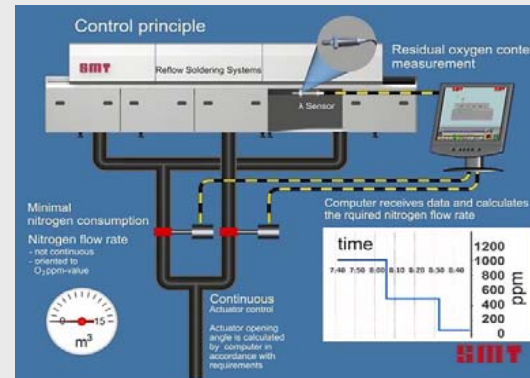 Control principle
SMT
Reflow Soldering Systems
Residual oxygen conte
measurement
λ Sensor
Minimal
nitrogen consumption
Nitrogen flow rate
- not continuous
- oriented to
O₂ppm-value
0 15
m³
Continuous
Actuator control
Actuator opening
angle is calculated
by computer in
accordance with
requirements
Computer receives data and calculates
the rquired nitrogen flow rate
time
7:40 7:50 8:00 8:10 8:20 8:30 8:40
1200
1000
800
600
400
200
0
ppm
SMT